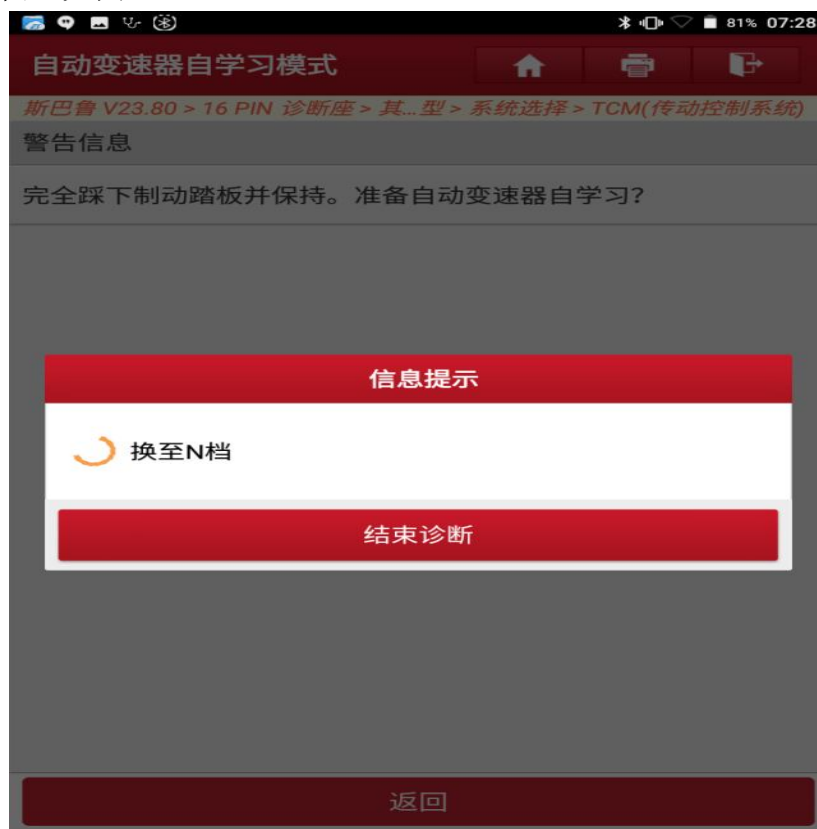 81% 07:28
自动变速器自学习模式
斯巴鲁 V23.80 > 16 PIN 诊断座 > 其...型 > 系统选择 > TCM(传动控制系统)
警告信息
完全踩下制动踏板并保持。准备自动变速器自学习?
信息提示
换至N档
结束诊断
返回